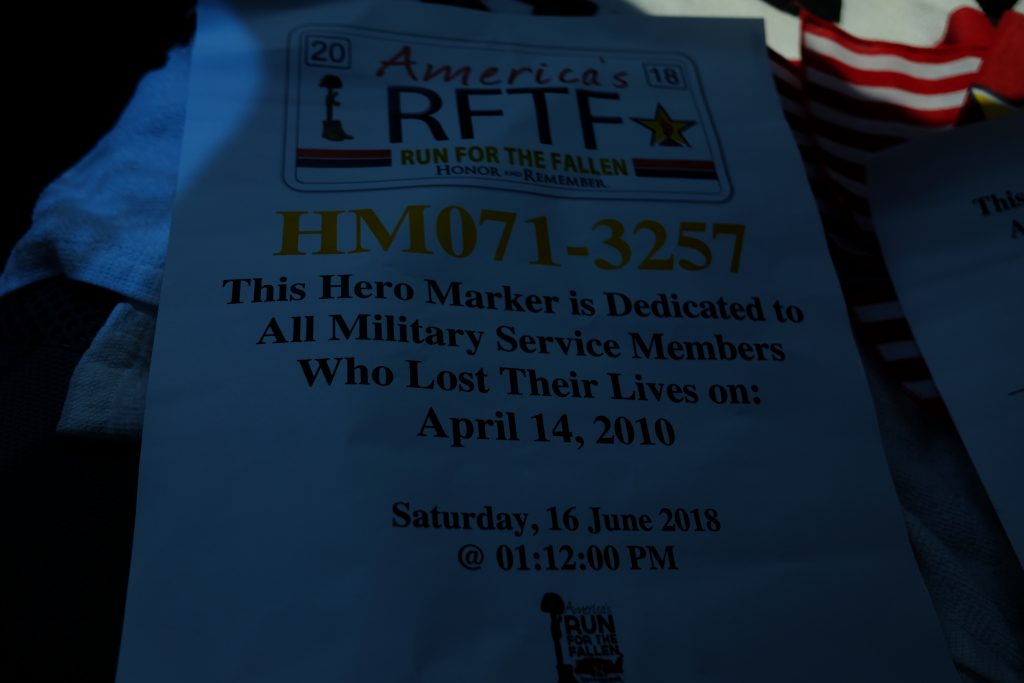 20
America's
18
RFTF
RUN FOR THE FALLEN
HONOR AND REMEMBER
HM071-3257
This Hero Marker is Dedicated to
All Military Service Members
Who Lost Their Lives on:
April 14, 2010
Saturday, 16 June 2018
@ 01:12:00 PM
America's
RUN
FOR THE
FALLEN
This
A